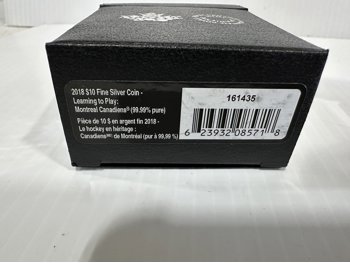 2018 $10 Fine Silver Coin -
Learning to Play:
Montreal Canadiens® (99.99% pure)
Pièce de 10 $ en argent fin 2018 -
Le hockey en héritage :
Canadiens🅪 de Montréal (pur à 99,99 %)
161435
6 23932 08571 8